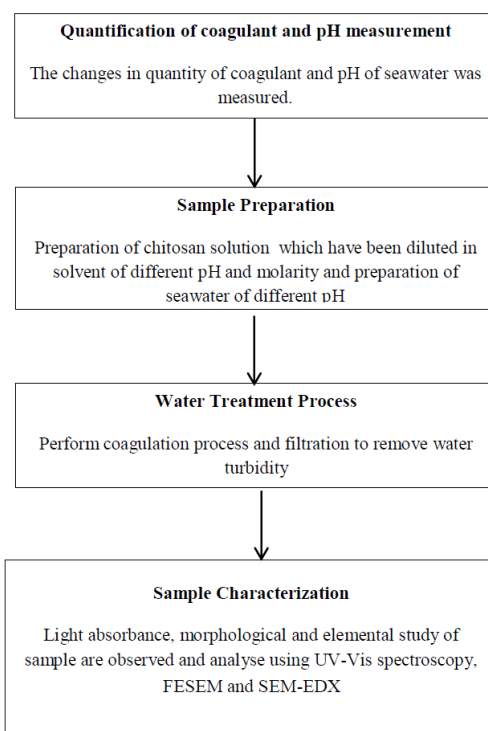 Quantification of coagulant and pH measurement
The changes in quantity of coagulant and pH of seawater was
measured.
Sample Preparation
Preparation of chitosan solution which have been diluted in
solvent of different pH and molarity and preparation of
seawater of different pH
Water Treatment Process
Perform coagulation process and filtration to remove water
turbidity
Sample Characterization
Light absorbance, morphological and elemental study of
sample are observed and analyse using UV-Vis spectroscopy,
FESEM and SEM-EDX